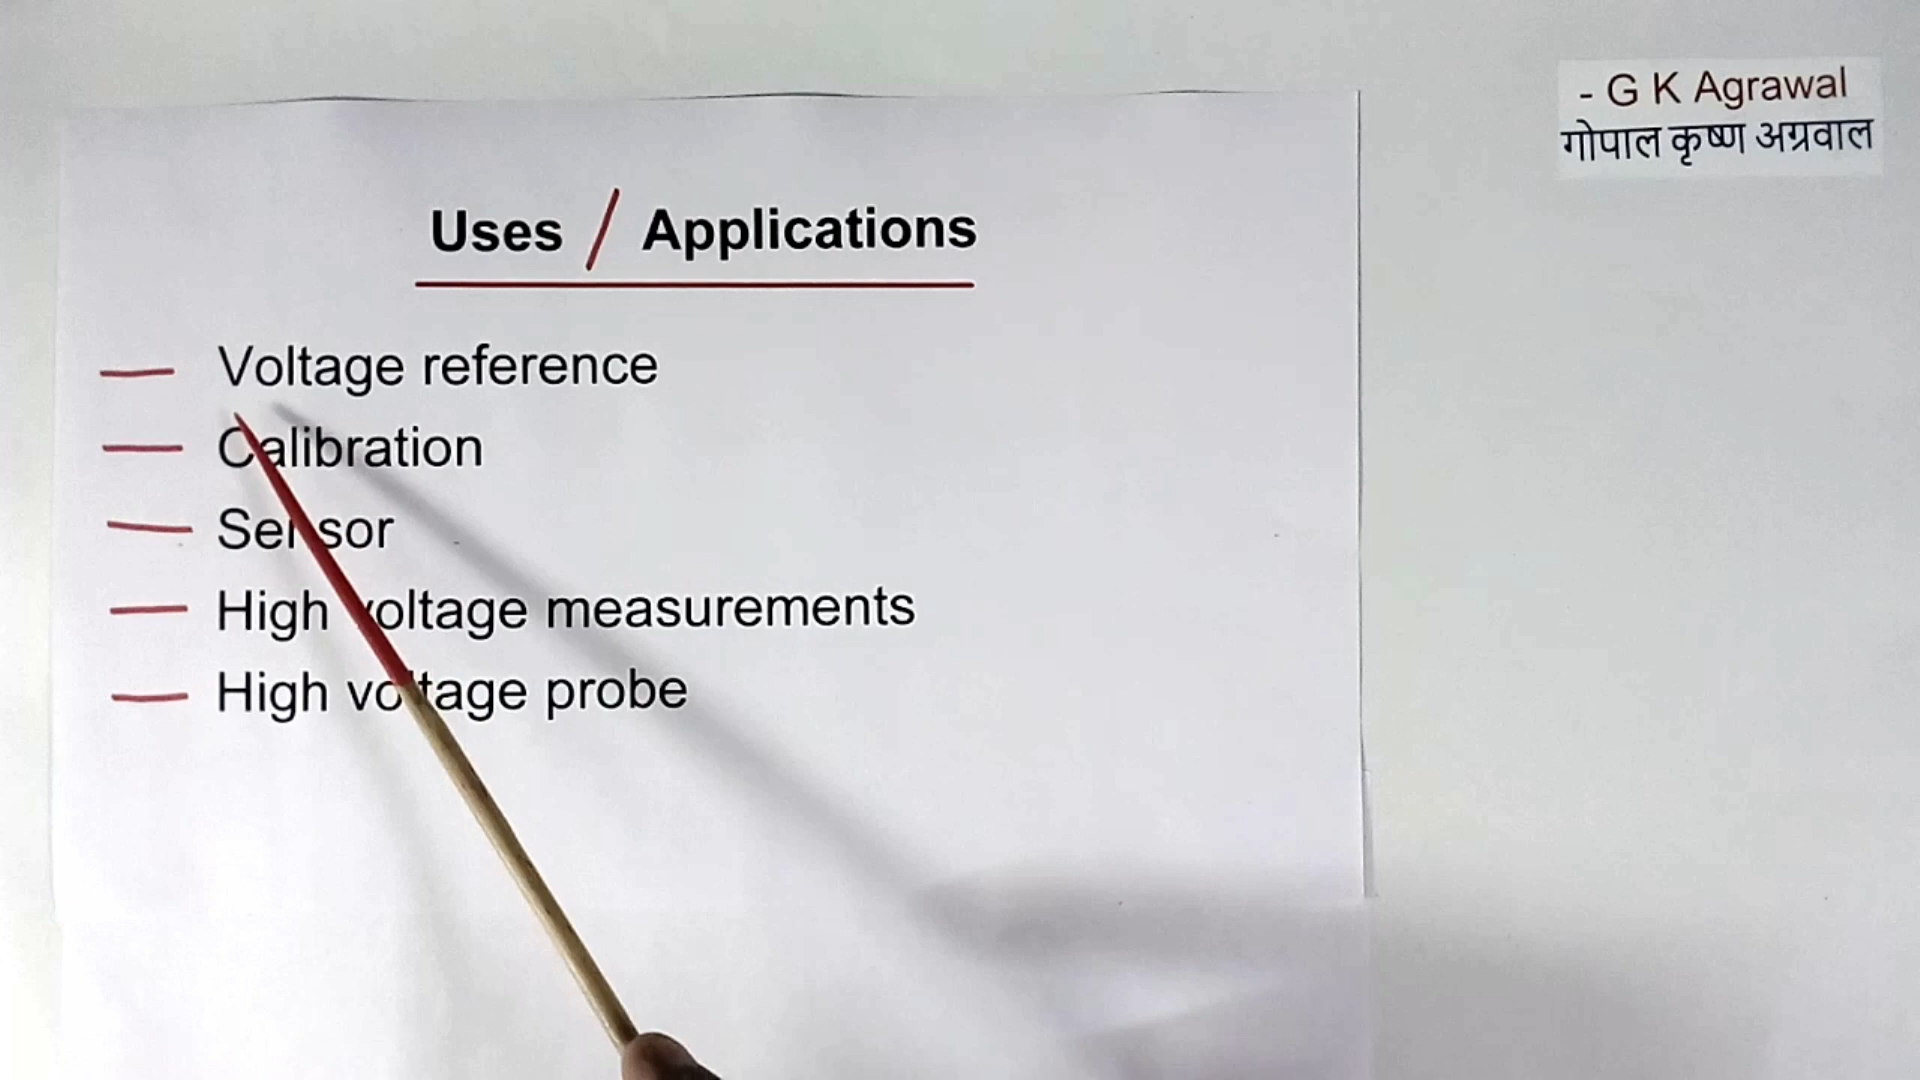 - G K Agrawal
गोपाल कृष्ण अग्रवाल
Uses / Applications
— Voltage reference
— Calibration
— Sensor
— High voltage measurements
— High voltage probe